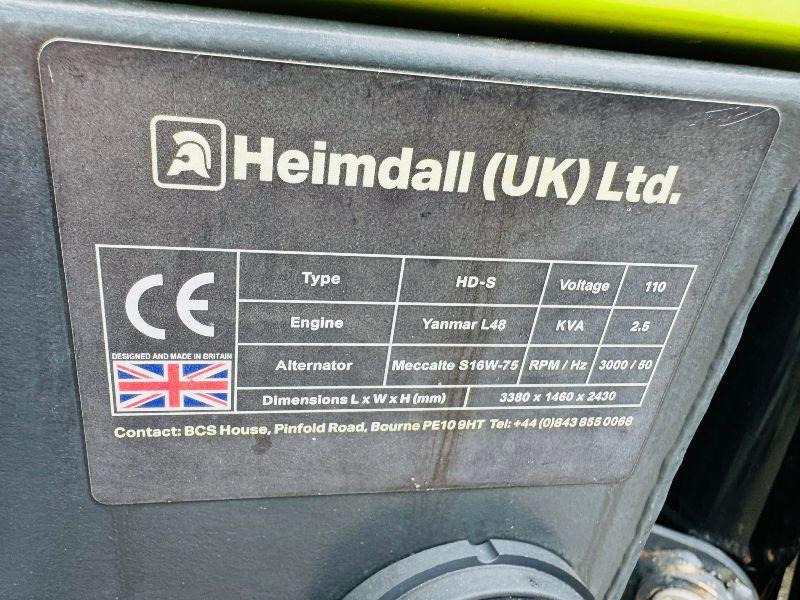 Heimdall (UK) Ltd.
CE
Type HD-S Voltage 110
Engine Yanmar L48 KVA 2.5
Alternator Meccalte S16W-75 RPM / Hz 3000 / 50
DESIGNED AND MADE IN BRITAIN
Dimensions L x W x H (mm) 3380 x 1460 x 2430
Contact: BCS House, Pinfold Road, Bourne PE10 9HT Tel: +44 (0)843 855 0068